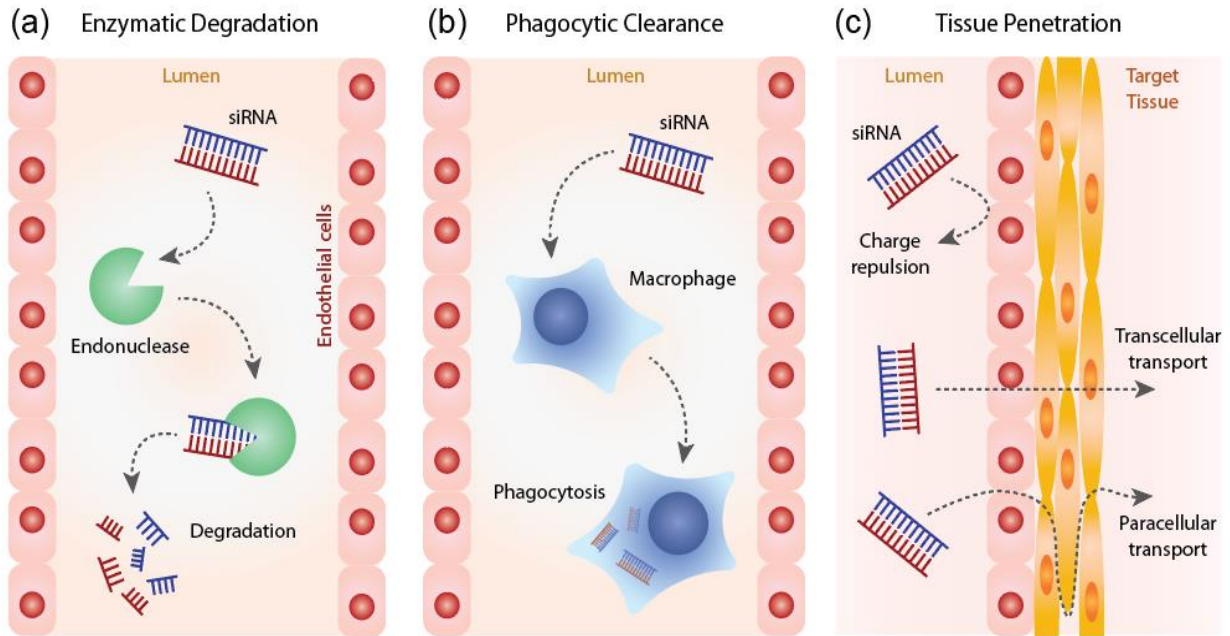 (a) Enzymatic Degradation
Lumen
siRNA
Endothelial cells
Endonuclease
Degradation
(b) Phagocytic Clearance
Lumen
siRNA
Macrophage
Phagocytosis
(c) Tissue Penetration
Lumen
Target
Tissue
siRNA
Charge
repulsion
Transcellular
transport
Paracellular
transport